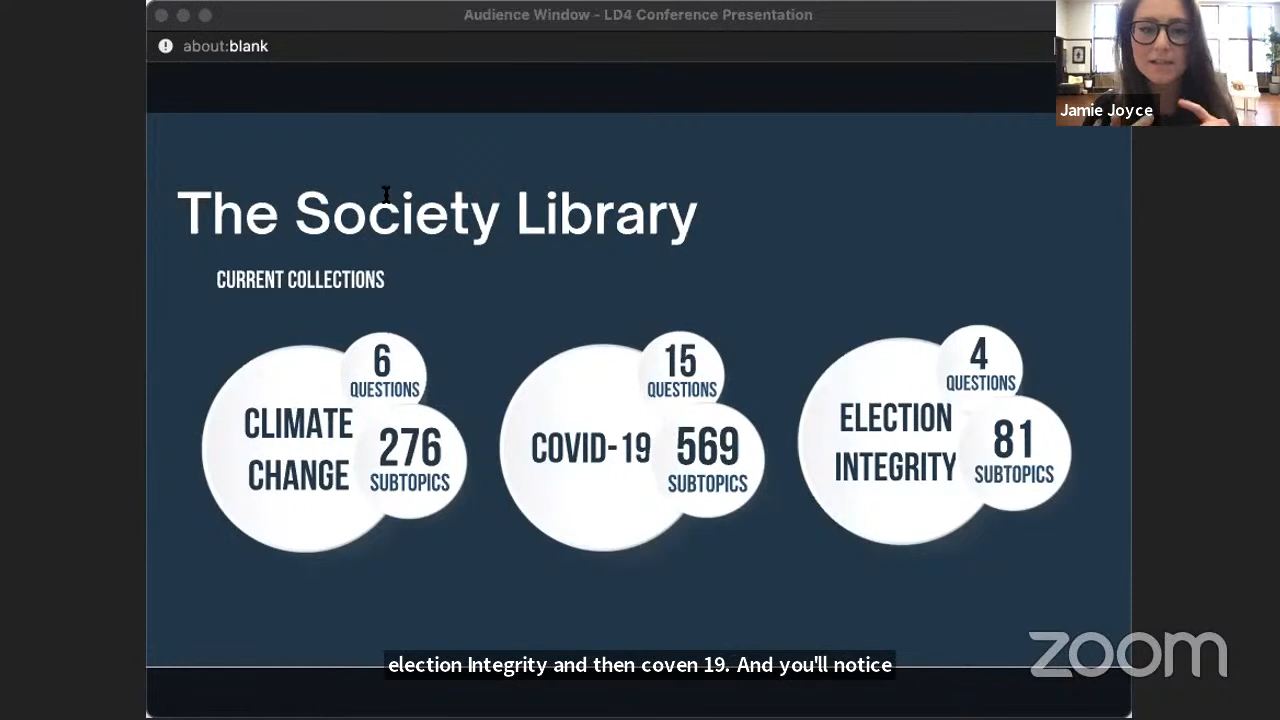 Audience Window - LD4 Conference Presentation
about:blank
Jamie Joyce
The Society Library
CURRENT COLLECTIONS
6
QUESTIONS
CLIMATE
CHANGE
276
SUBTOPICS
15
QUESTIONS
COVID-19
569
SUBTOPICS
4
QUESTIONS
ELECTION
INTEGRITY
81
SUBTOPICS
election Integrity and then coven 19. And you'll notice
zoom